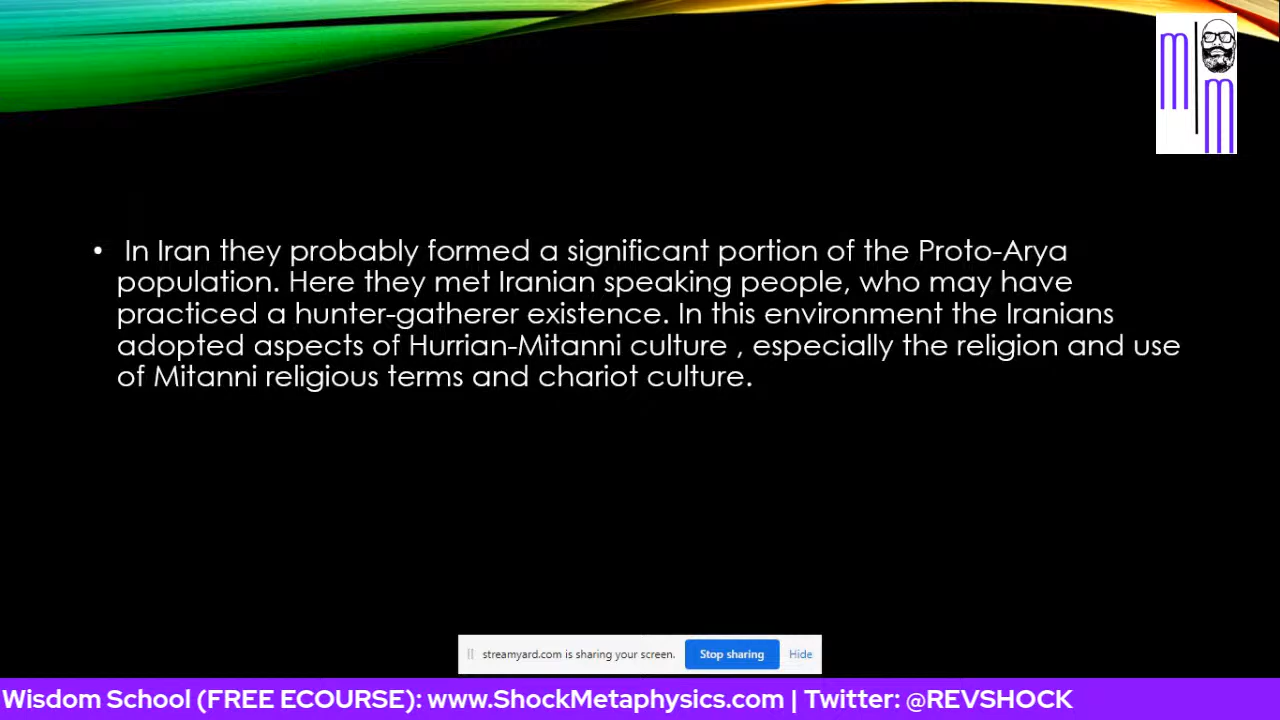 m
m
• In Iran they probably formed a significant portion of the Proto-Arya
population. Here they met Iranian speaking people, who may have
practiced a hunter-gatherer existence. In this environment the Iranians
adopted aspects of Hurrian-Mitanni culture , especially the religion and use
of Mitanni religious terms and chariot culture.
streamyard.com is sharing your screen. Stop sharing Hide
Wisdom School (FREE ECOURSE): www.ShockMetaphysics.com | Twitter: @REVSHOCK